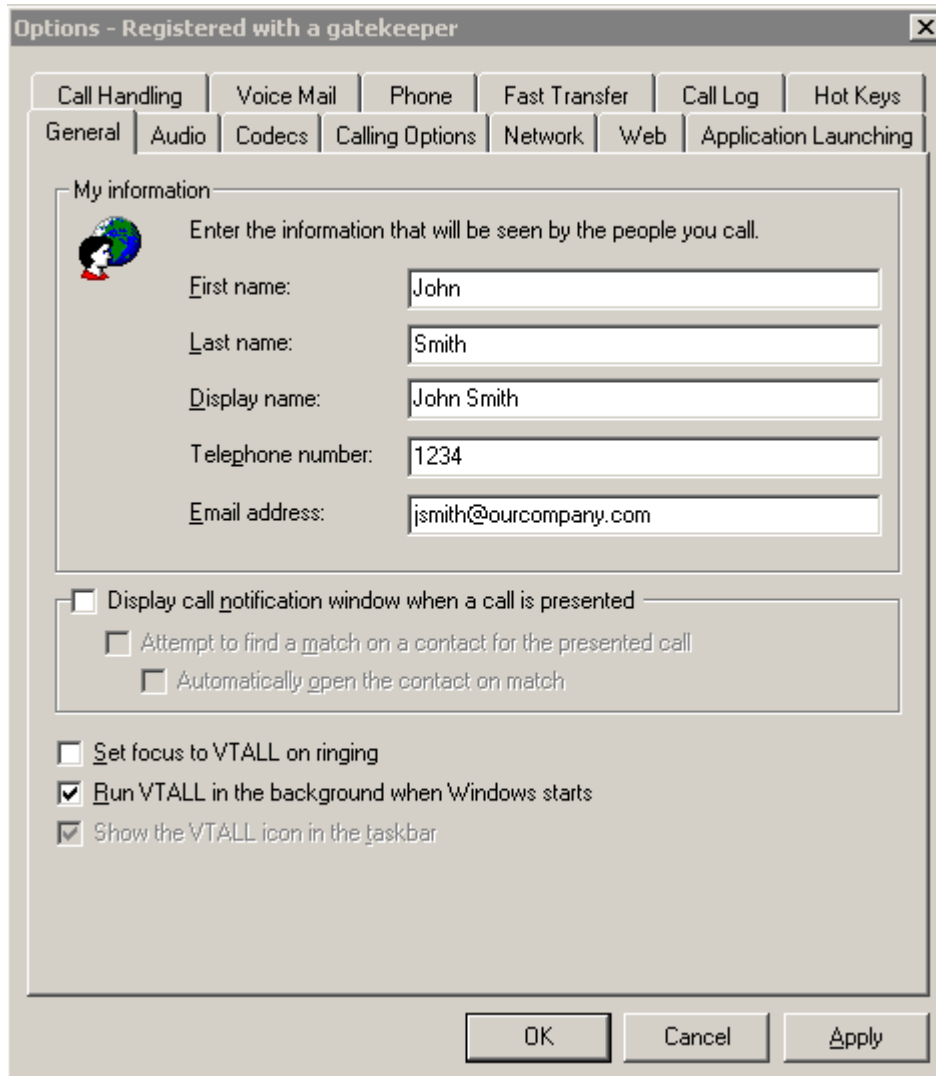 Options - Registered with a gatekeeper
Call Handling Voice Mail Phone Fast Transfer Call Log Hot Keys
General Audio Codecs Calling Options Network Web Application Launching
My information
Enter the information that will be seen by the people you call.
First name: John
Last name: Smith
Display name: John Smith
Telephone number: 1234
Email address: jsmith@ourcompany.com
Display call notification window when a call is presented
Attempt to find a match on a contact for the presented call
Automatically open the contact on match
Set focus to VTALL on ringing
Run VTALL in the background when Windows starts
Show the VTALL icon in the taskbar
OK Cancel Apply